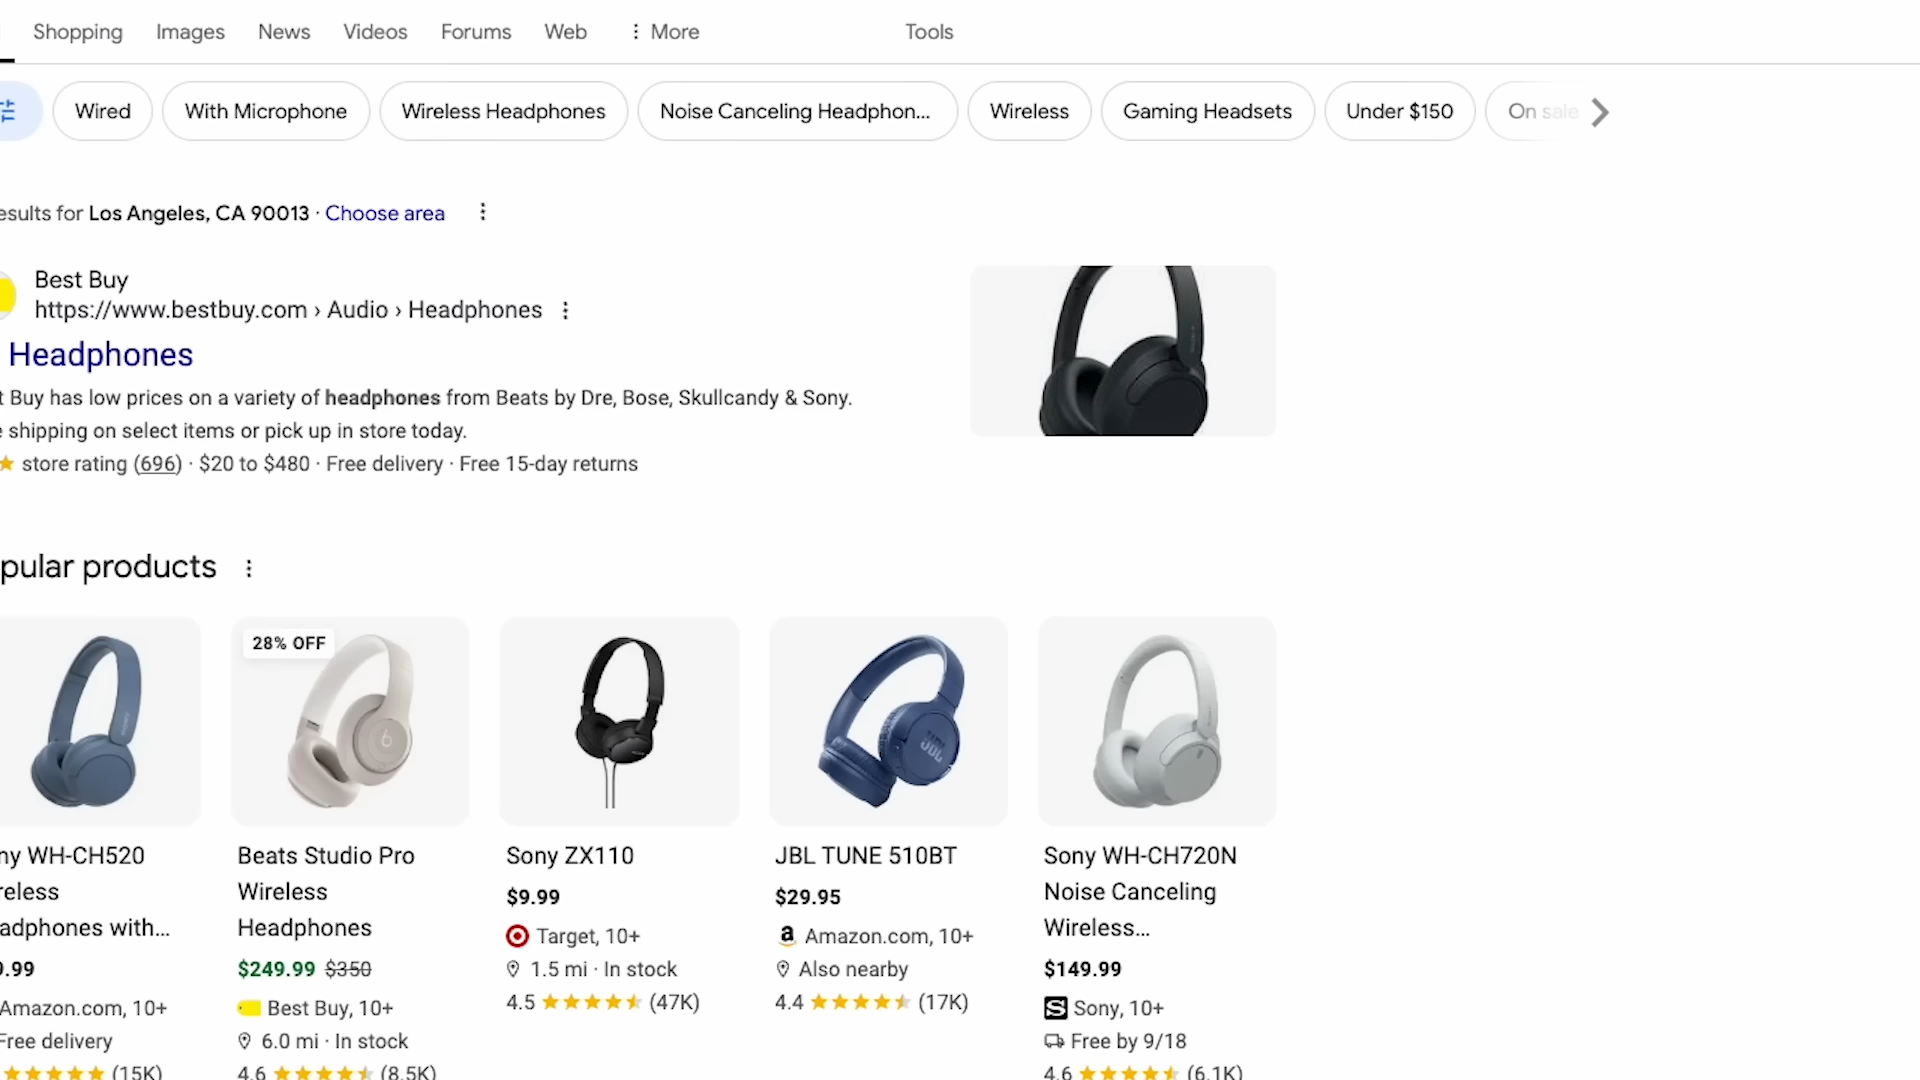 Shopping Images News Videos Forums Web More Tools
Wired With Microphone Wireless Headphones Noise Canceling Headphon... Wireless Gaming Headsets Under $150 On sale
esults for Los Angeles, CA 90013 · Choose area
Best Buy
https://www.bestbuy.com › Audio › Headphones
Headphones
t Buy has low prices on a variety of headphones from Beats by Dre, Bose, Skullcandy & Sony.
e shipping on select items or pick up in store today.
store rating (696) · $20 to $480 · Free delivery · Free 15-day returns
pular products
28% OFF
ny WH-CH520
reless
adphones with...
9.99
Amazon.com, 10+
Free delivery
(15K)
Beats Studio Pro
Wireless
Headphones
$249.99 $350
Best Buy, 10+
6.0 mi · In stock
4.6 (8.5K)
Sony ZX110
$9.99
Target, 10+
1.5 mi · In stock
4.5 (47K)
JBL
JBL TUNE 510BT
$29.95
Amazon.com, 10+
Also nearby
4.4 (17K)
Sony WH-CH720N
Noise Canceling
Wireless...
$149.99
Sony, 10+
Free by 9/18
4.6 (6.1K)